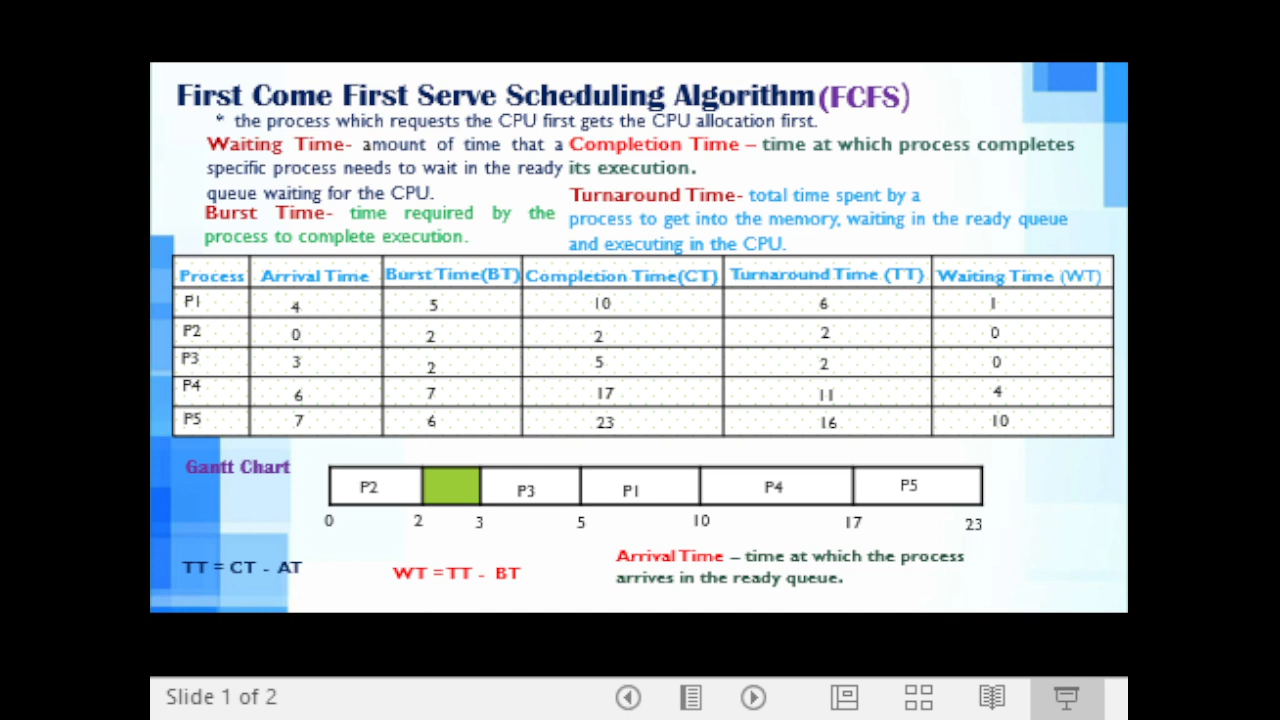 First Come First Serve Scheduling Algorithm(FCFS)
* the process which requests the CPU first gets the CPU allocation first.
Waiting Time- amount of time that a
specific process needs to wait in the ready
queue waiting for the CPU.
Burst Time- time required by the
process to complete execution.
Completion Time – time at which process completes
its execution.
Turnaround Time- total time spent by a
process to get into the memory, waiting in the ready queue
and executing in the CPU.
Process Arrival Time Burst Time(BT) Completion Time(CT) Turnaround Time (TT) Waiting Time (WT)
P1 4 5 10 6 1
P2 0 2 2 2 0
P3 3 2 5 2 0
P4 6 7 17 11 4
P5 7 6 23 16 10
Gantt Chart
P2 P3 P1 P4 P5
0 2 3 5 10 17 23
TT = CT - AT
WT =TT - BT
Arrival Time – time at which the process
arrives in the ready queue.
Slide 1 of 2